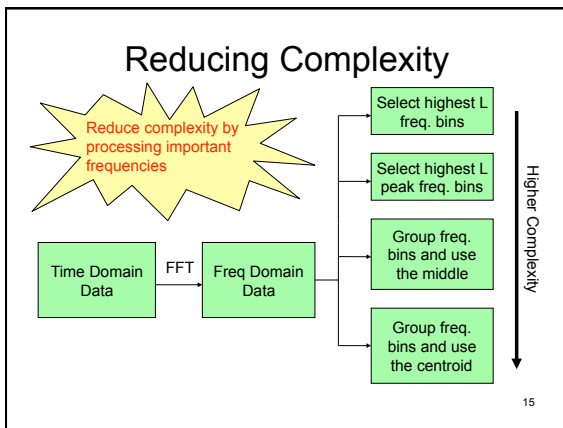 Reducing Complexity
Reduce complexity by
processing important
frequencies
Time Domain
Data
FFT
Freq Domain
Data
Select highest L
freq. bins
Select highest L
peak freq. bins
Group freq.
bins and use
the middle
Group freq.
bins and use
the centroid
Higher Complexity
15